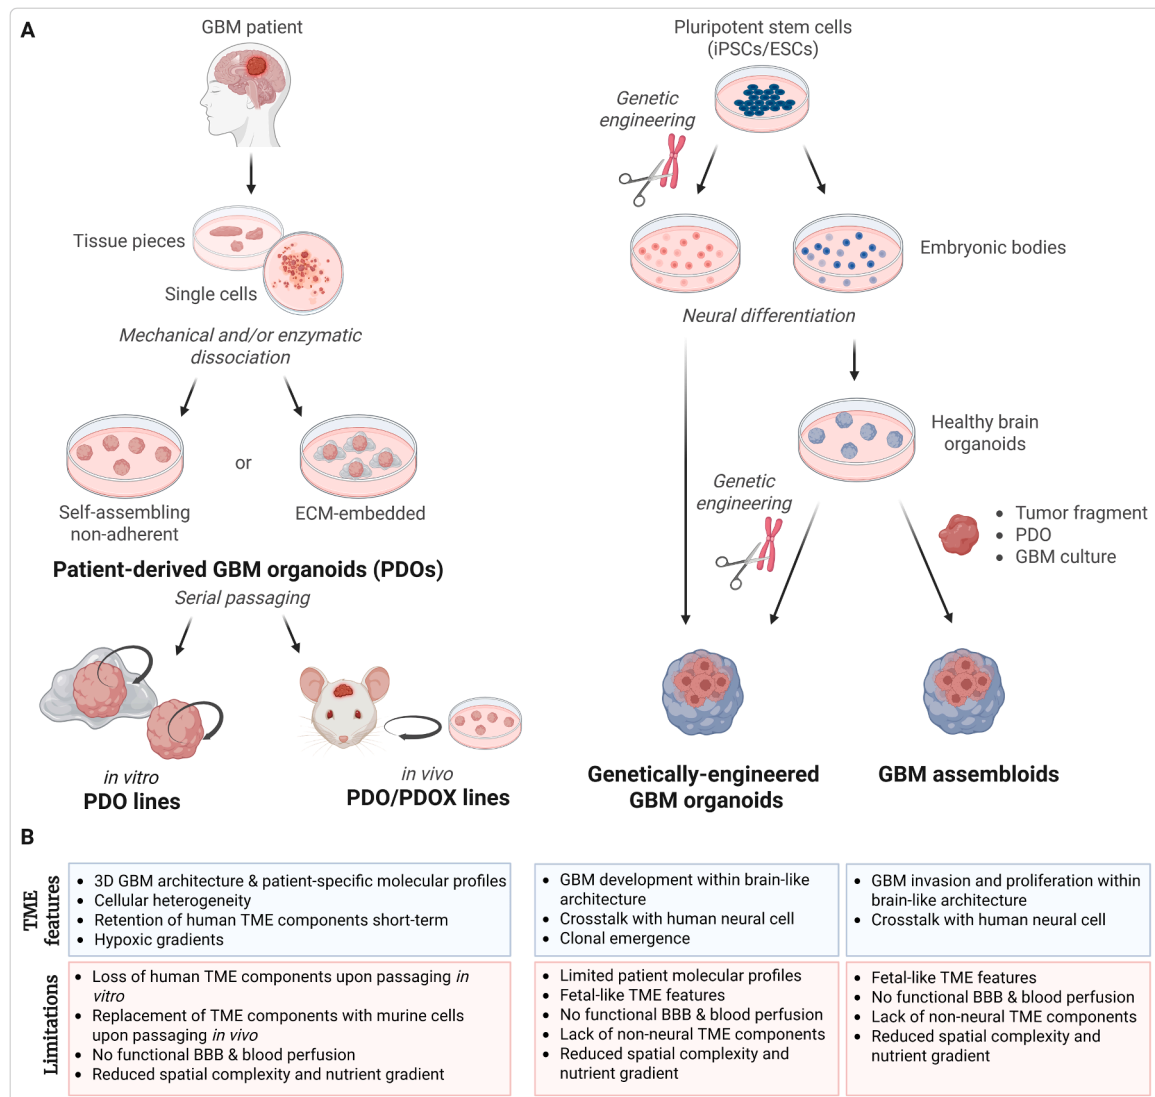 A
GBM patient
Tissue pieces
Single cells
Mechanical and/or enzymatic
dissociation
or
Self-assembling
non-adherent
ECM-embedded
Patient-derived GBM organoids (PDOs)
Serial passaging
in vitro
PDO lines
in vivo
PDO/PDOX lines
Pluripotent stem cells
(iPSCs/ESCs)
Genetic
engineering
Embryonic bodies
Neural differentiation
Healthy brain
organoids
Genetic
engineering
• Tumor fragment
• PDO
• GBM culture
Genetically-engineered
GBM organoids
GBM assembloids
B
TME
features
• 3D GBM architecture & patient-specific molecular profiles
• Cellular heterogeneity
• Retention of human TME components short-term
• Hypoxic gradients
• GBM development within brain-like
architecture
• Crosstalk with human neural cell
• Clonal emergence
• GBM invasion and proliferation within
brain-like architecture
• Crosstalk with human neural cell
Limitations
• Loss of human TME components upon passaging in
vitro
• Replacement of TME components with murine cells
upon passaging in vivo
• No functional BBB & blood perfusion
• Reduced spatial complexity and nutrient gradient
• Limited patient molecular profiles
• Fetal-like TME features
• No functional BBB & blood perfusion
• Lack of non-neural TME components
• Reduced spatial complexity and
nutrient gradient
• Fetal-like TME features
• No functional BBB & blood perfusion
• Lack of non-neural TME components
• Reduced spatial complexity and
nutrient gradient